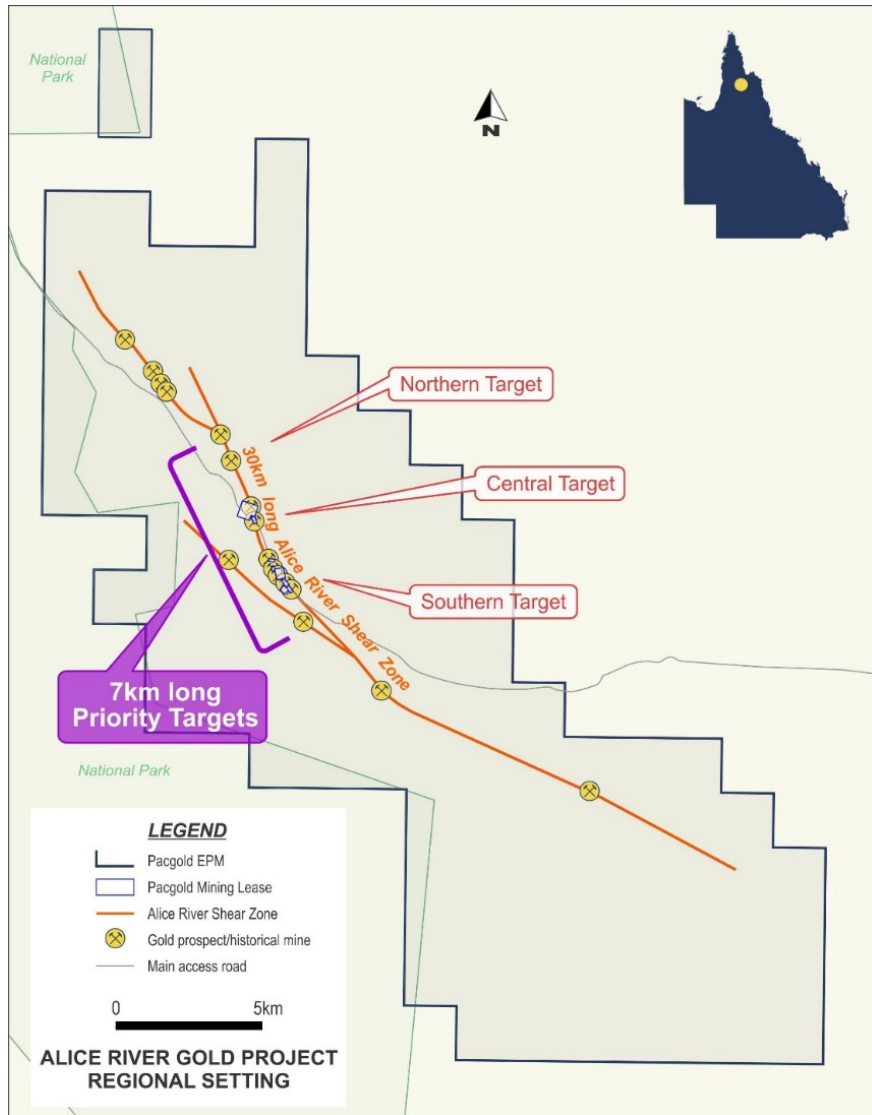 National
Park
N
Northern Target
30km long Alice River Shear Zone
Central Target
Southern Target
7km long
Priority Targets
National Park
LEGEND
Pacgold EPM
Pacgold Mining Lease
Alice River Shear Zone
Gold prospect/historical mine
Main access road
0 5km
ALICE RIVER GOLD PROJECT
REGIONAL SETTING